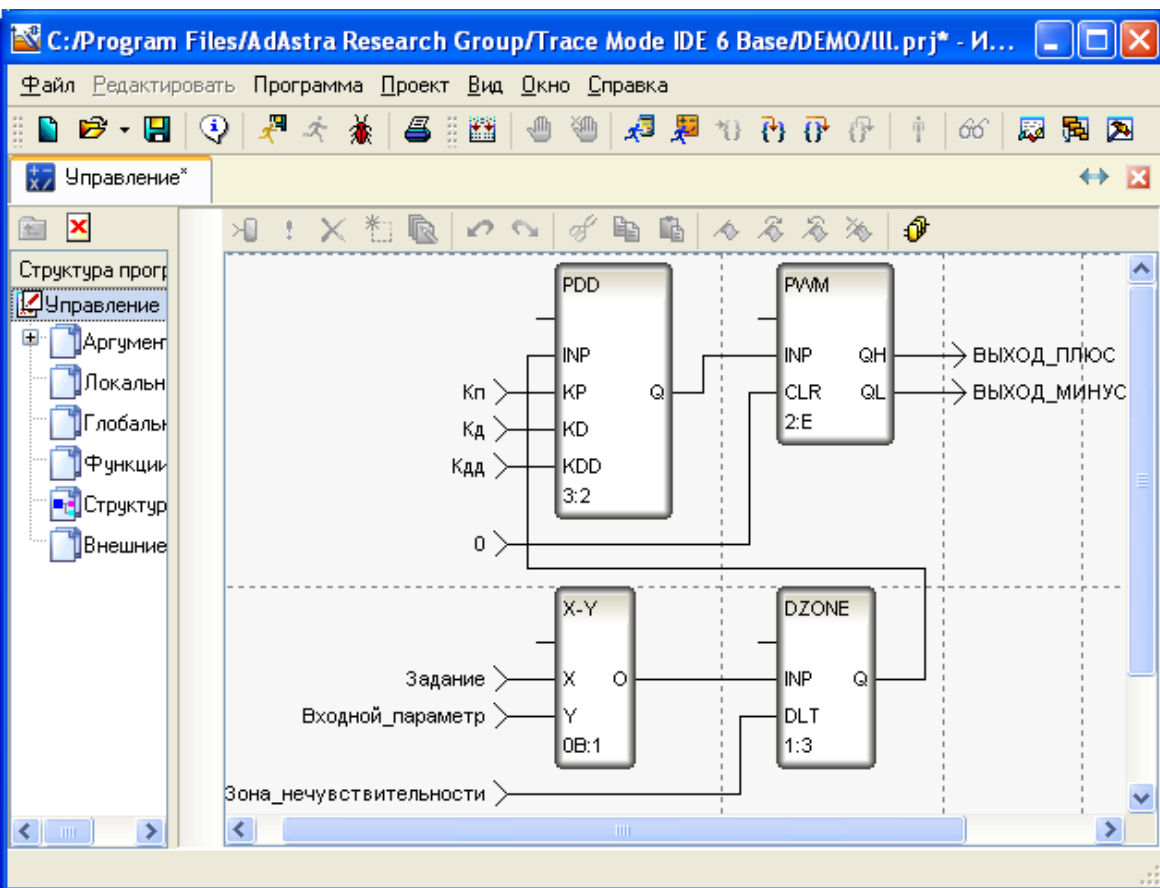 C:/Program Files/AdAstra Research Group/Trace Mode IDE 6 Base/DEMO/lll.prj* - И...
Файл Редактировать Программа Проект Вид Окно Справка
Управление*
Структура прогр
Управление
Аргумен
Локальн
Глобальн
Функции
Структур
Внешние
PDD
INP
KP Q
KD
KDD
3:2
PWM
INP QH
CLR QL
2:E
ВЫХОД_ПЛЮС
ВЫХОД_МИНУС
Кп
Кд
Кдд
0
X-Y
X O
Y
0B:1
DZONE
INP Q
DLT
1:3
Задание
Входной_параметр
Зона_нечувствительности